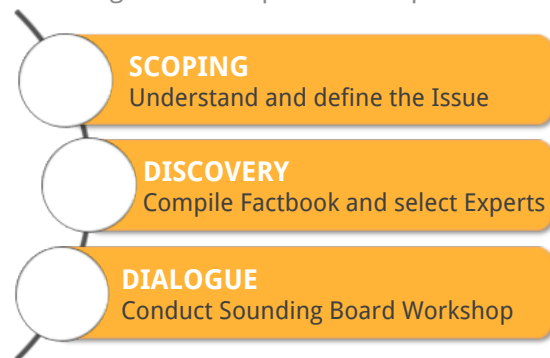 SCOPING
Understand and define the Issue
DISCOVERY
Compile Factbook and select Experts
DIALOGUE
Conduct Sounding Board Workshop